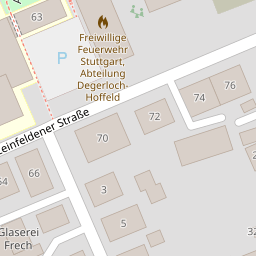 63
P
Freiwillige
Feuerwehr
Stuttgart,
Abteilung
Degerloch-
Hoffeld
76
74
72
einfeldener Straße
70
66
64
3
5
Glaserei
Frech
32